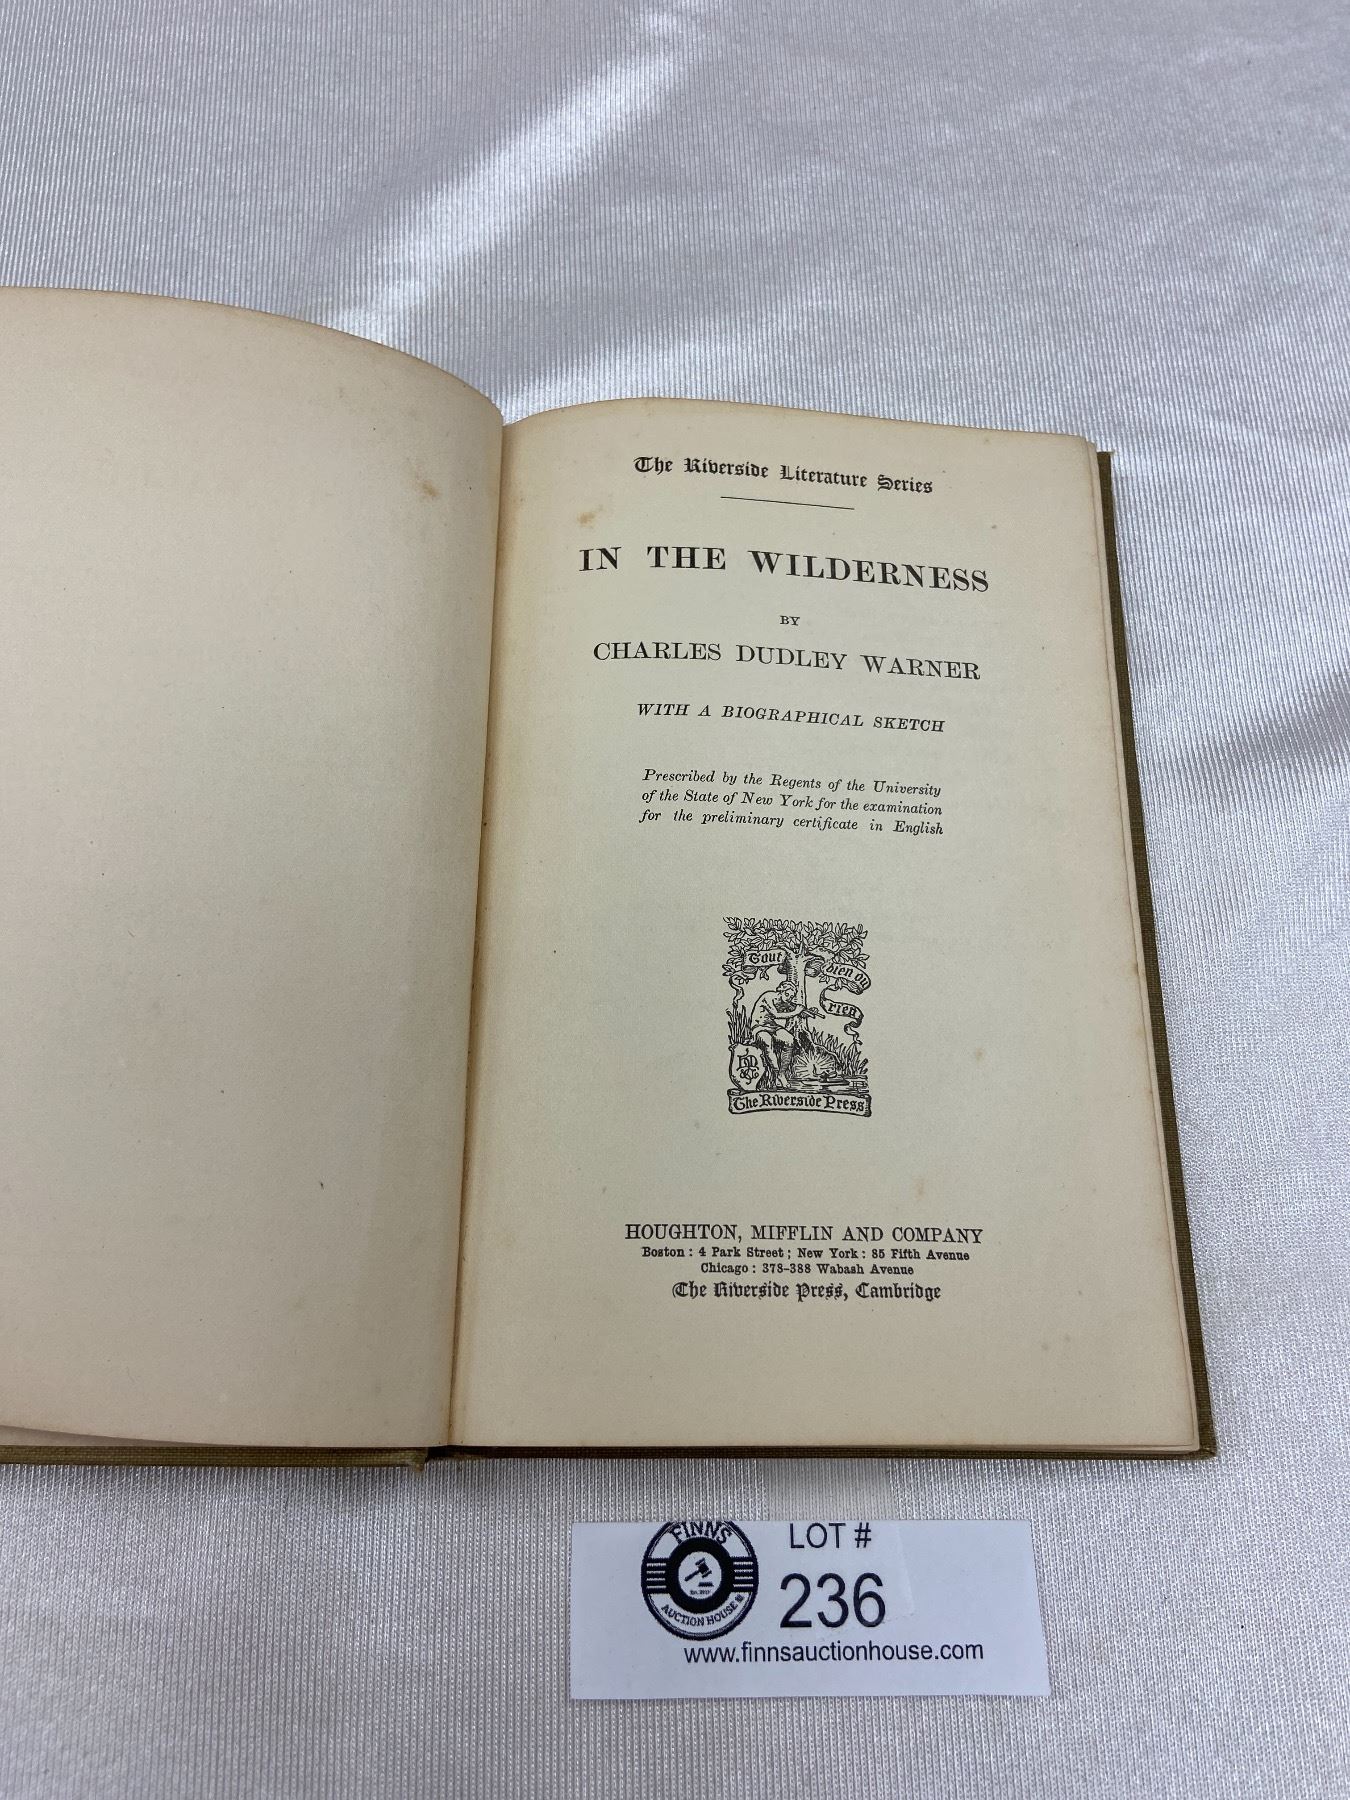 The Riverside Literature Series
IN THE WILDERNESS
BY
CHARLES DUDLEY WARNER
WITH A BIOGRAPHICAL SKETCH
Prescribed by the Regents of the University
of the State of New York for the examination
for the preliminary certificate in English
Tout
bien ou
rien
The Riverside Press
HOUGHTON, MIFFLIN AND COMPANY
Boston: 4 Park Street; New York: 85 Fifth Avenue
Chicago: 378-388 Wabash Avenue
The Riverside Press, Cambridge
FINNS
AUCTION HOUSE
LOT #
236
www.finnsauctionhouse.com